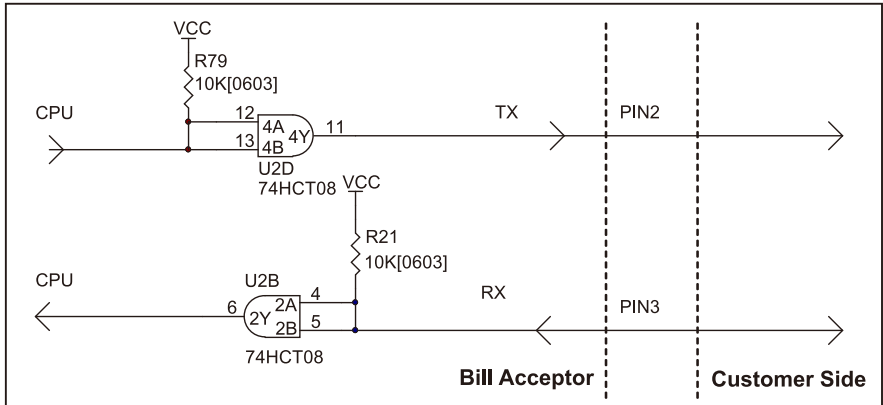 VCC
R79
10K[0603]
CPU
12
13
4A
4B
4Y
11
TX
PIN2
U2D
74HCT08
VCC
R21
10K[0603]
CPU
U2B
6
2Y
2A
2B
4
5
RX
PIN3
74HCT08
Bill Acceptor
Customer Side